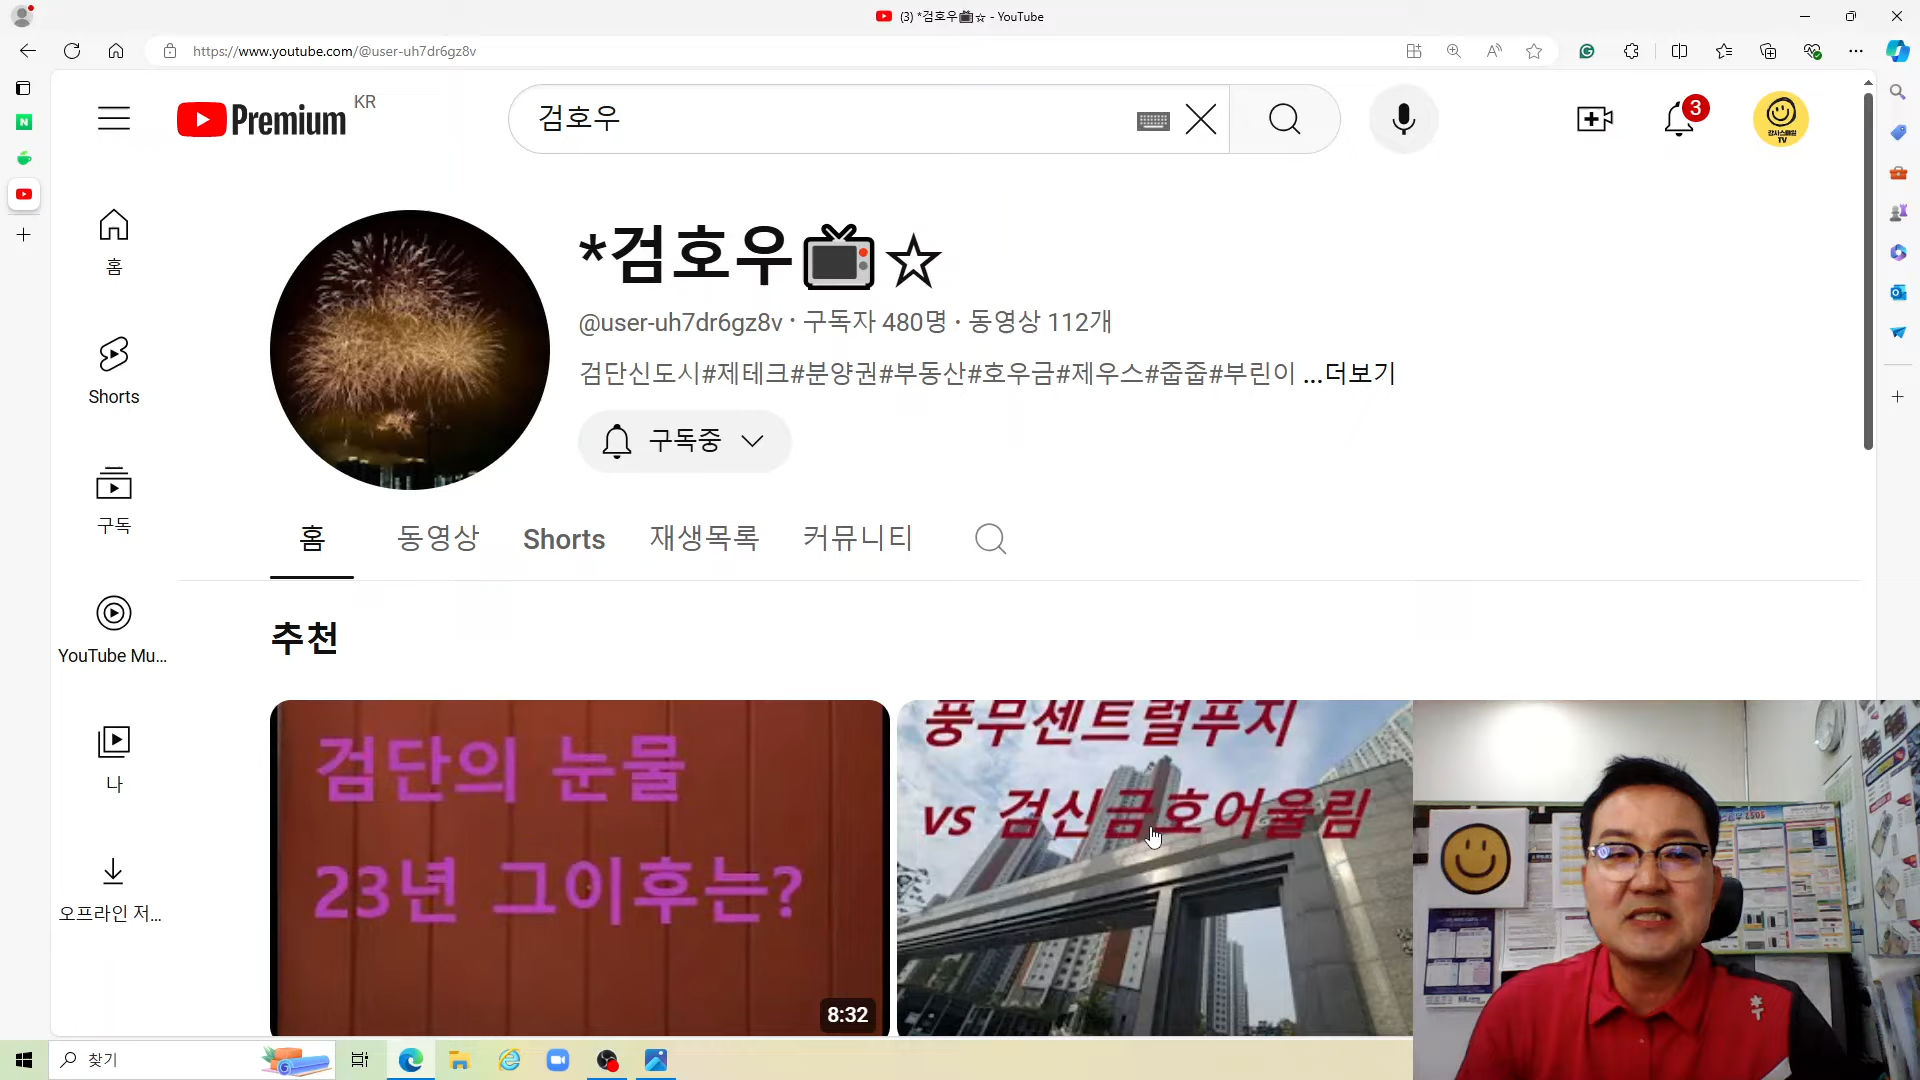 (3) *검호우📺☆ - YouTube
https://www.youtube.com/@user-uh7dr6gz8v
Premium KR
검호우
3
감사스마일
TV
홈
Shorts
구독
YouTube Mu...
나
오프라인 저...
*검호우📺☆
@user-uh7dr6gz8v · 구독자 480명 · 동영상 112개
검단신도시#제테크#분양권#부동산#호우금#제우스#줍줍#부린이 ...더보기
구독중
홈 동영상 Shorts 재생목록 커뮤니티
추천
검단의 눈물
23년 그이후는?
8:32
풍무센트럴푸지
vs 검신금호어울림
찾기